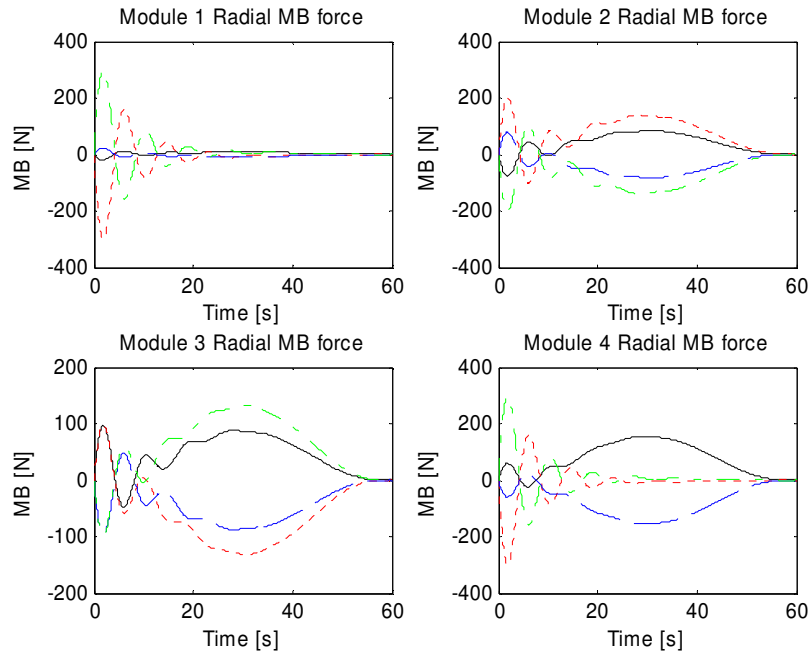 Module 1 Radial MB force
400
200
0
-200
-400
MB [N]
0 20 40 60
Time [s]
Module 2 Radial MB force
400
200
0
-200
-400
MB [N]
0 20 40 60
Time [s]
Module 3 Radial MB force
200
100
0
-100
-200
MB [N]
0 20 40 60
Time [s]
Module 4 Radial MB force
400
200
0
-200
-400
MB [N]
0 20 40 60
Time [s]